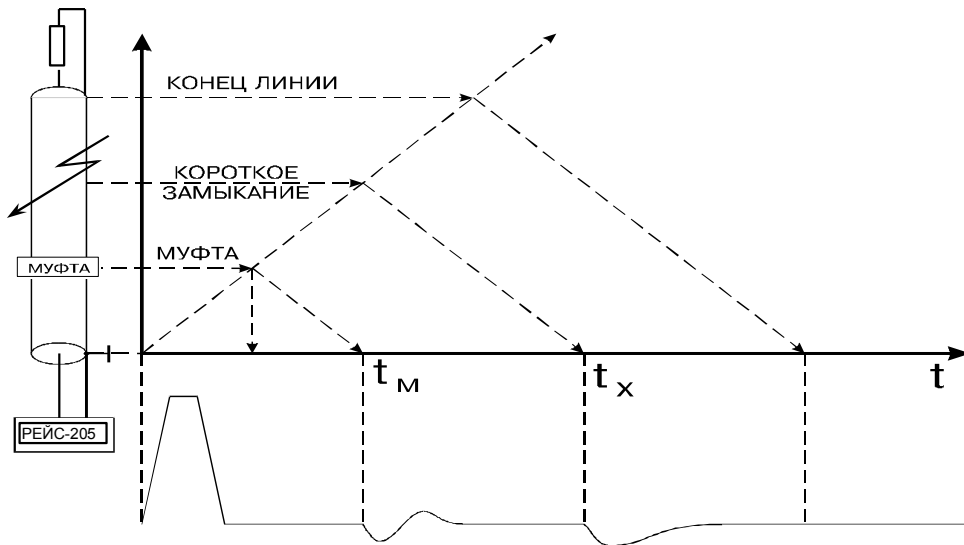 КОНЕЦ ЛИНИИ
КОРОТКОЕ
ЗАМЫКАНИЕ
МУФТА
МУФТА
t м
t х
t
РЕЙС-205